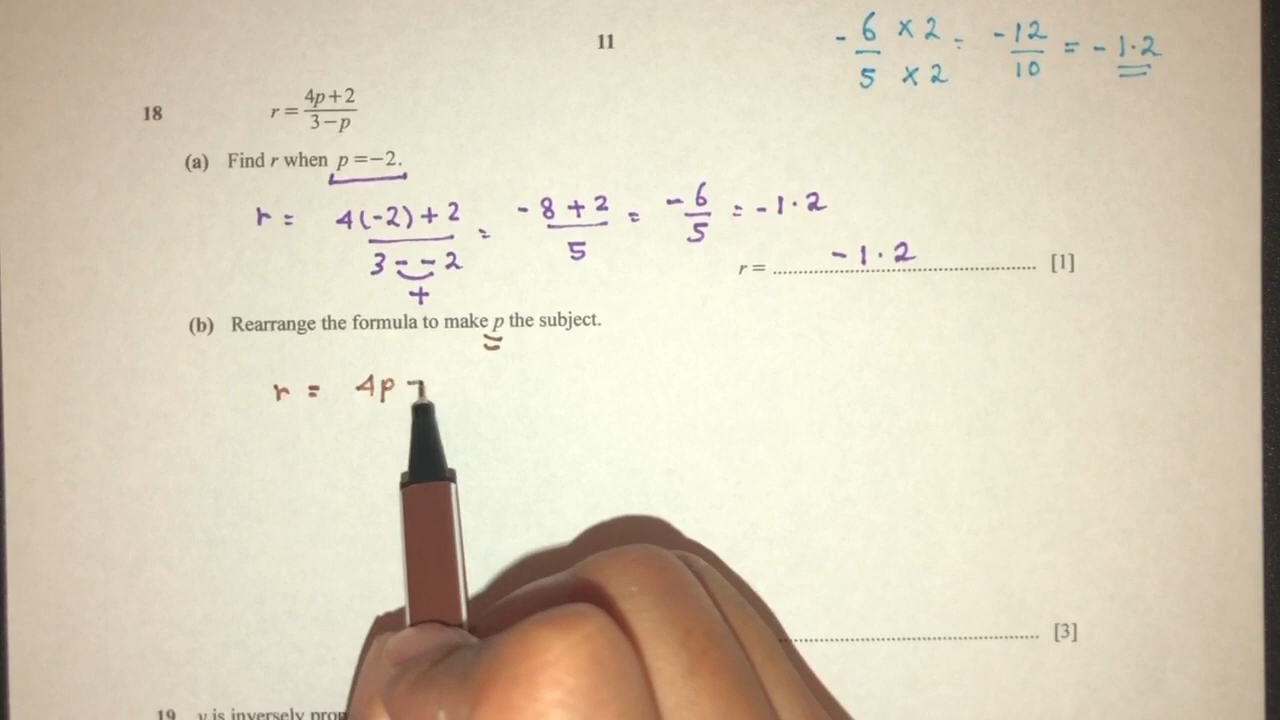 11
- 6/5 × 2/× 2 = -12/10 = -1.2
18 r = 4p+2/3-p
(a) Find r when p=-2.
r = 4(-2)+2/3--2 = -8+2/5 = -6/5 = -1.2
+
r = -1.2 [1]
(b) Rearrange the formula to make p the subject.
r = 4p
[3]
19 y is inversely